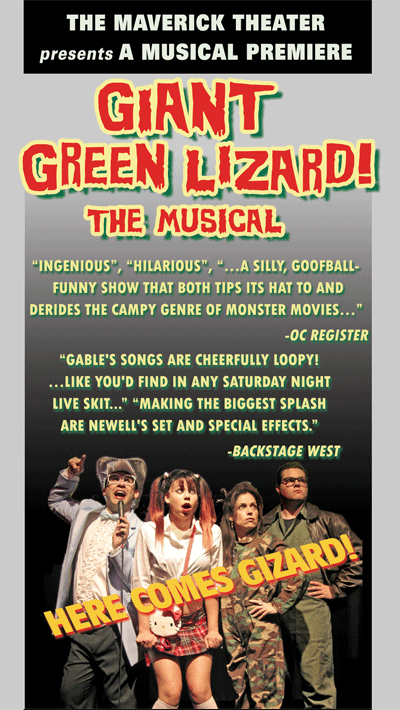 THE MAVERICK THEATER
presents A MUSICAL PREMIERE
GIANT
GREEN LIZARD!
THE MUSICAL
“INGENIOUS”, “HILARIOUS”, “...A SILLY, GOOFBALL-
FUNNY SHOW THAT BOTH TIPS ITS HAT TO AND
DERIDES THE CAMPY GENRE OF MONSTER MOVIES...”
-OC REGISTER
“GABLE'S SONGS ARE CHEERFULLY LOOPY!
...LIKE YOU'D FIND IN ANY SATURDAY NIGHT
LIVE SKIT...” “MAKING THE BIGGEST SPLASH
ARE NEWELL'S SET AND SPECIAL EFFECTS.”
-BACKSTAGE WEST
HERE COMES GIZARD!